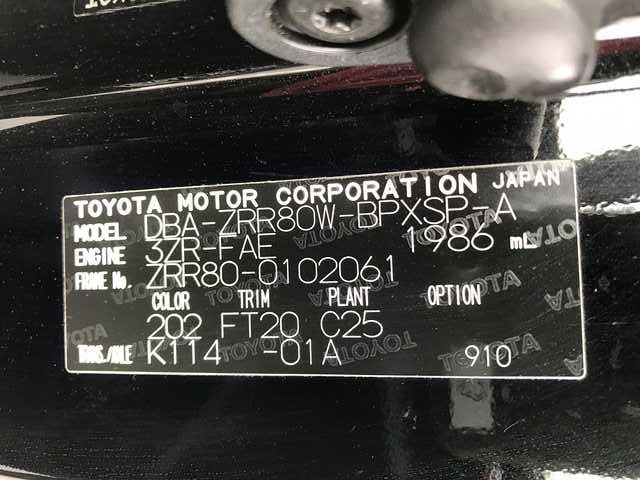 TOYOTA MOTOR CORPORATION JAPAN
MODEL DBA-ZRR80W-BPXSP-A
ENGINE 3ZR-FAE 1986 mL
FRAME No. ZRR80-0102061
COLOR TRIM PLANT OPTION
202 FT20 C25
TRANS./AXLE K114 -01A 910